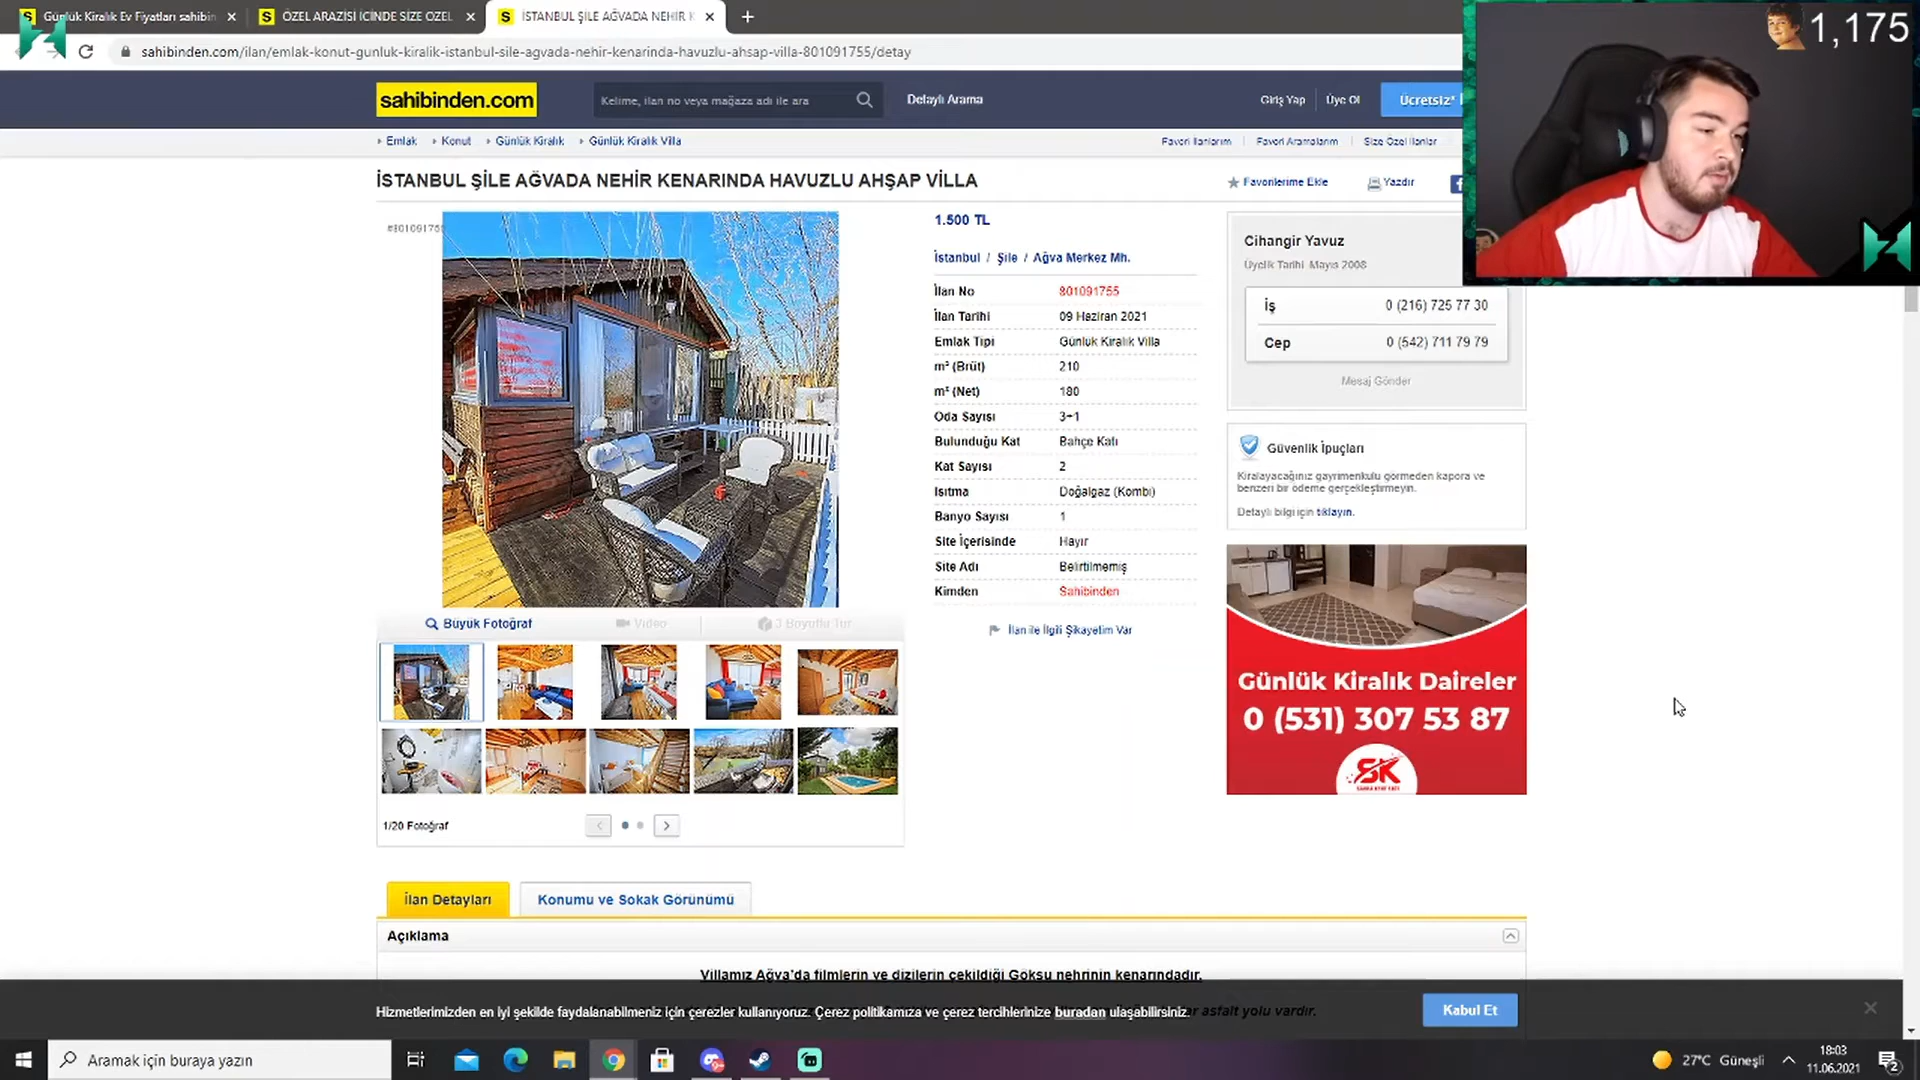 Günlük Kiralık Ev Fiyatları sahibin
ÖZEL ARAZİSİ İCİNDE SİZE OZEL
İSTANBUL ŞİLE AĞVADA NEHİR K
1,175
sahibinden.com/ilan/emlak-konut-gunluk-kiralik-istanbul-sile-agvada-nehir-kenarinda-havuzlu-ahsap-villa-801091755/detay
sahibinden.com
Kelime, ilan no veya mağaza adı ile ara
Detaylı Arama
Giriş Yap
Üye Ol
Ücretsiz*
Emlak
Konut
Günlük Kiralık
Günlük Kiralık Villa
Favori İlanlarım
Favori Aramalarım
Size Özel İlanlar
İSTANBUL ŞİLE AĞVADA NEHİR KENARINDA HAVUZLU AHŞAP VİLLA
Favorilerime Ekle
Yazdır
#80109175
1.500 TL
İstanbul / Şile / Ağva Merkez Mh.
İlan No 801091755
İlan Tarihi 09 Haziran 2021
Emlak Tipi Günlük Kiralık Villa
m² (Brüt) 210
m² (Net) 180
Oda Sayısı 3+1
Bulunduğu Kat Bahçe Katı
Kat Sayısı 2
Isıtma Doğalgaz (Kombi)
Banyo Sayısı 1
Site İçerisinde Hayır
Site Adı Belirtilmemiş
Kimden Sahibinden
İlan ile İlgili Şikayetim Var
Cihangir Yavuz
Üyelik Tarihi Mayıs 2008
İş 0 (216) 725 77 30
Cep 0 (542) 711 79 79
Mesaj Gönder
Güvenlik İpuçları
Kiralayacağınız gayrimenkulu görmeden kapora ve
benzeri bir ödeme gerçekleştirmeyin.
Detaylı bilgi için tıklayın.
Günlük Kiralık Daireler
0 (531) 307 53 87
SK
Büyük Fotoğraf
Video
3 Boyutlu Tur
1/20 Fotoğraf
İlan Detayları
Konumu ve Sokak Görünümü
Açıklama
Villamız Ağva'da filmlerin ve dizilerin çekildiği Göksu nehrinin kenarındadır.
Hizmetlerimizden en iyi şekilde faydalanabilmeniz için çerezler kullanıyoruz. Çerez politikamıza ve çerez tercihlerinize buradan ulaşabilirsiniz.
asfalt yolu vardır.
Kabul Et
Aramak için buraya yazın
27°C Güneşli
18:03
11.06.2021
2